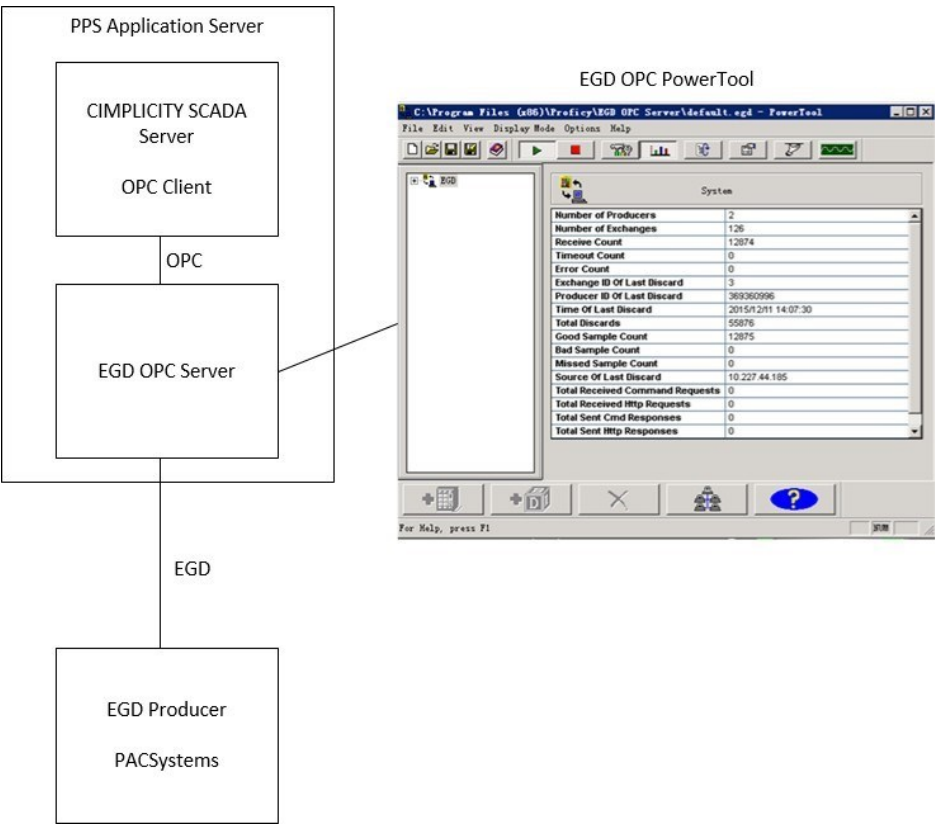 PPS Application Server
CIMPLICITY SCADA
Server
OPC Client
OPC
EGD OPC Server
EGD
EGD Producer
PACSystems
EGD OPC PowerTool
C:\Program Files (x86)\Proficy\EGD OPC Server\default.egd - PowerTool
File Edit View Display Mode Options Help
EGD
System
Number of Producers 2
Number of Exchanges 126
Receive Count 12874
Timeout Count 0
Error Count 0
Exchange ID Of Last Discard 3
Producer ID Of Last Discard 369360996
Time Of Last Discard 2015/12/11 14:07:30
Total Discards 55876
Good Sample Count 12875
Bad Sample Count 0
Missed Sample Count 0
Source Of Last Discard 10.227.44.185
Total Received Command Requests 0
Total Received Http Requests 0
Total Sent Cmd Responses 0
Total Sent Http Responses 0
D
?
For Help, press F1
NUM